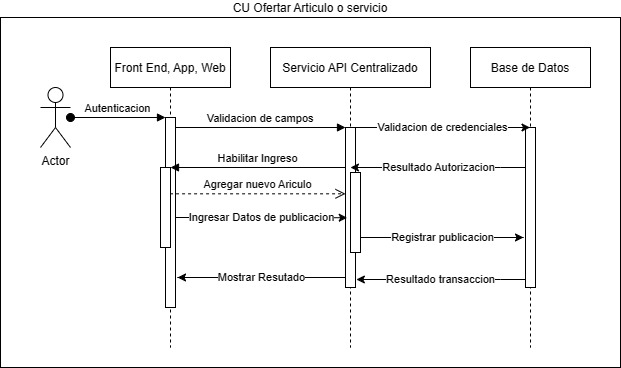 CU Ofertar Articulo o servicio
Front End, App, Web
Servicio API Centralizado
Base de Datos
Autenticacion
Validacion de campos
Validacion de credenciales
Actor
Habilitar Ingreso
Resultado Autorizacion
Agregar nuevo Ariculo
Ingresar Datos de publicacion
Registrar publicacion
Mostrar Resutado
Resultado transaccion